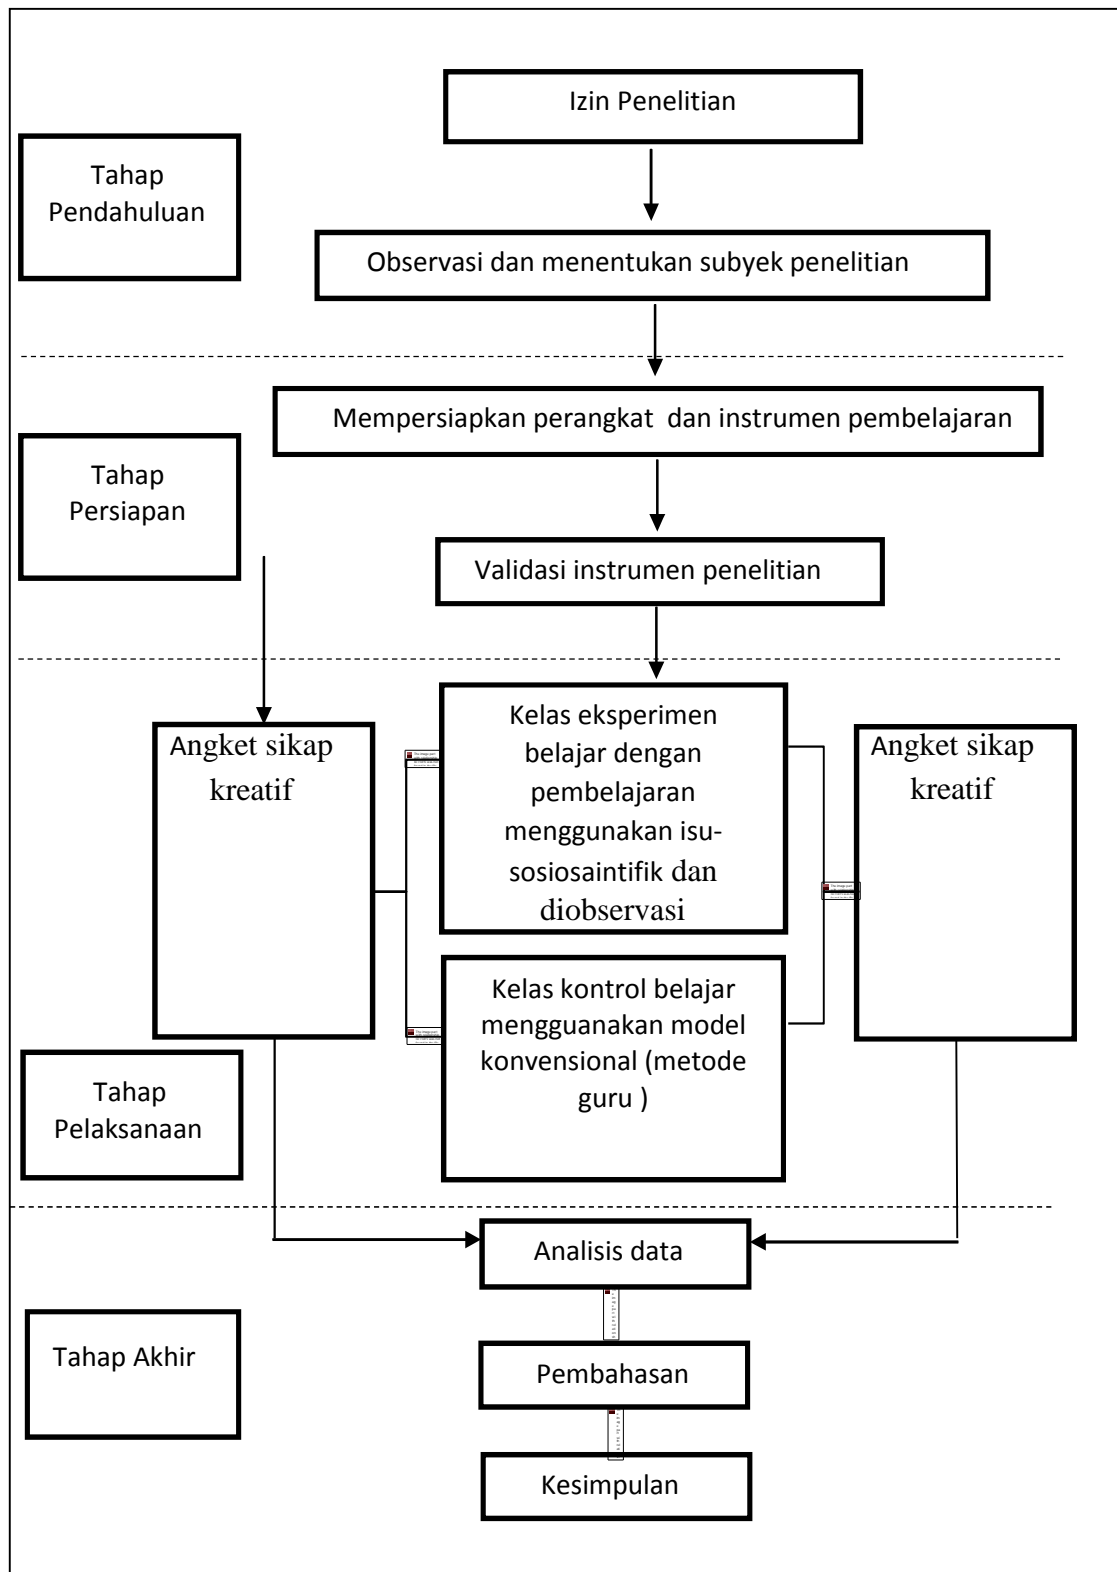 Izin Penelitian
Tahap
Pendahuluan
Observasi dan menentukan subyek penelitian
Mempersiapkan perangkat dan instrumen pembelajaran
Tahap
Persiapan
Validasi instrumen penelitian
Angket sikap
kreatif
Kelas eksperimen
belajar dengan
pembelajaran
menggunakan isu-
sosiosaintifik dan
diobservasi
Angket sikap
kreatif
Kelas kontrol belajar
mengguanakan model
konvensional (metode
guru )
Tahap
Pelaksanaan
Analisis data
Tahap Akhir
Pembahasan
Kesimpulan